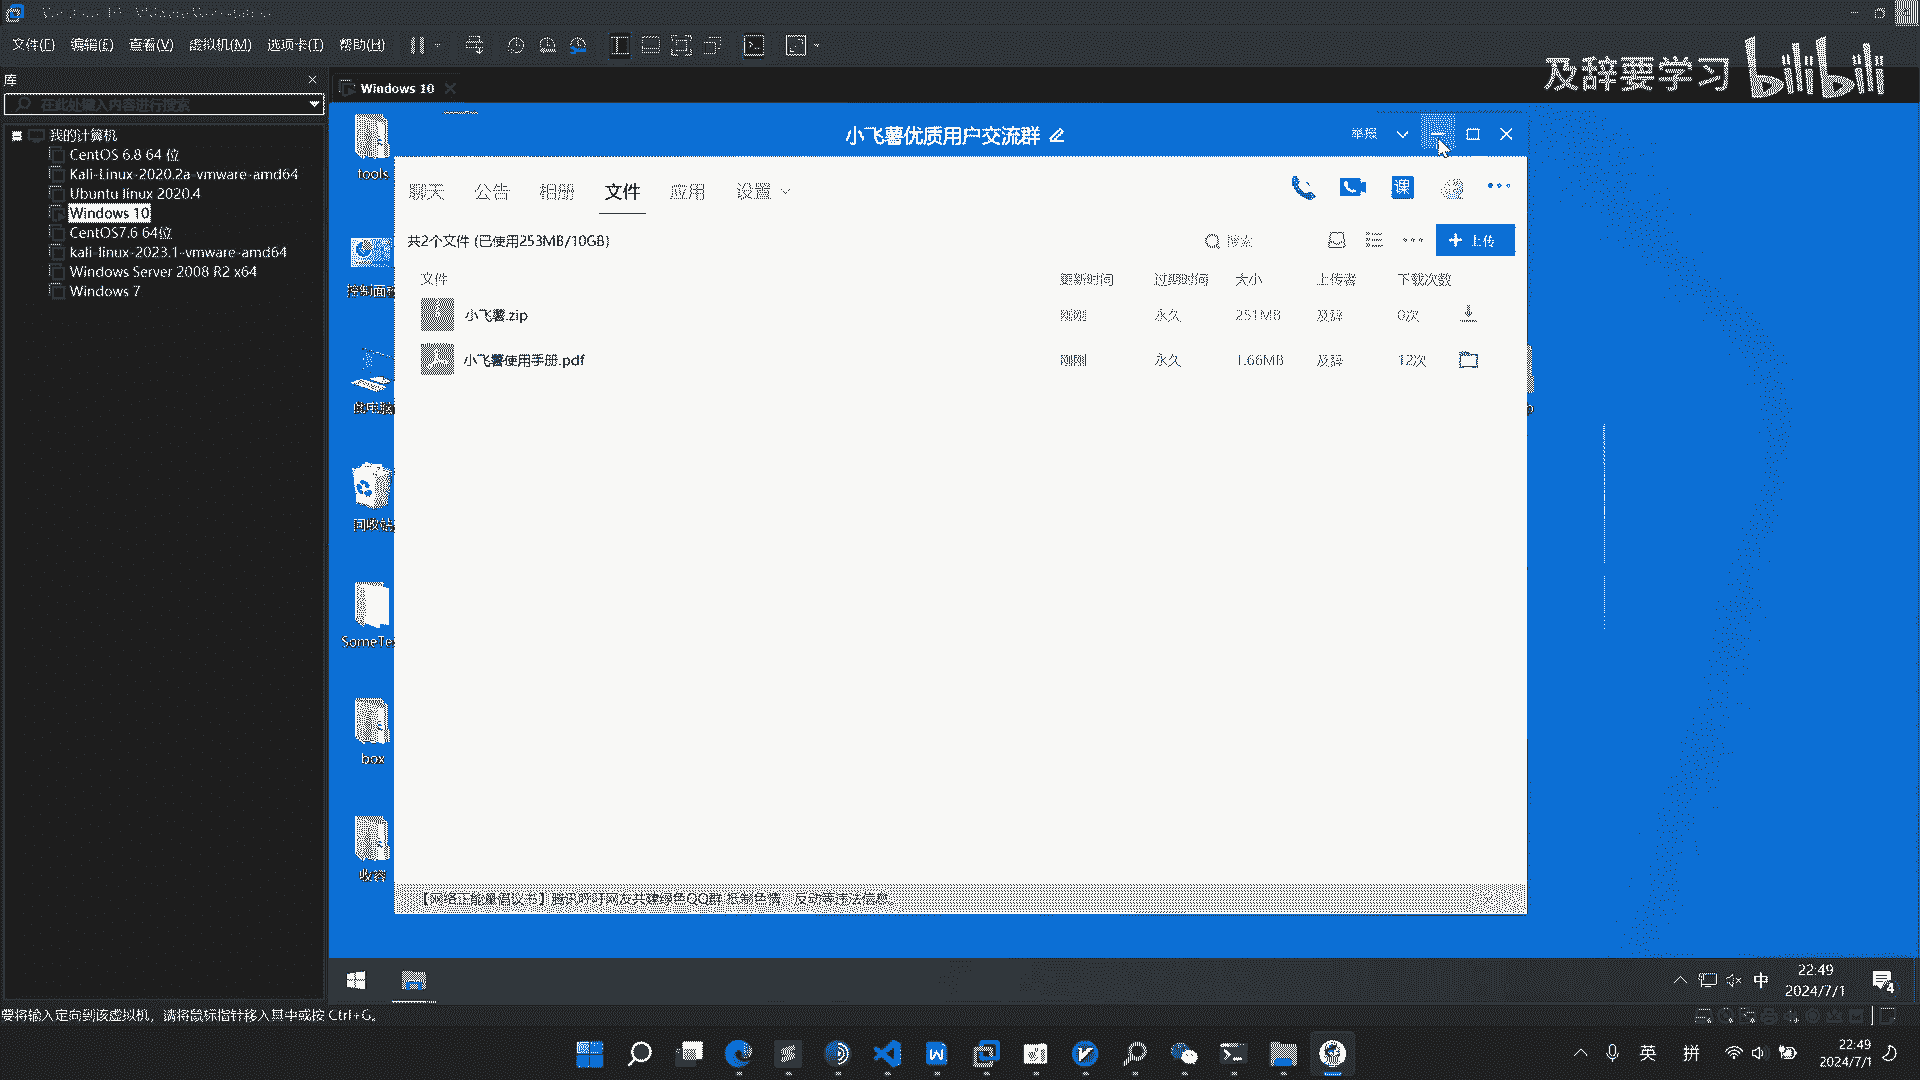 文件(F) 编辑(E) 查看(V) 虚拟机(M) 选项卡(T) 帮助(H)
及辞要学习 bilibili
库
在此处键入内容进行搜索
Windows 10
我的计算机
CentOS 6.8 64 位
Kali-Linux-2020.2a-vmware-amd64
Ubuntu linux 2020.4
Windows 10
CentOS7.6 64位
kali-linux-2023.1-vmware-amd64
Windows Server 2008 R2 x64
Windows 7
tools
控制面
此电脑
回收站
SomeTe
box
收容
小飞薯优质用户交流群
举报
聊天 公告 相册 文件 应用 设置
课
共2个文件 (已使用253MB/10GB)
搜索
上传
文件 更新时间 过期时间 大小 上传者 下载次数
小飞薯.zip 刚刚 永久 251MB 及辞 0次
小飞薯使用手册.pdf 刚刚 永久 1.66MB 及辞 12次
【网络正能量倡议书】腾讯呼吁网友共建绿色QQ群 抵制色情、反动等违法信息
中
22:49
2024/7/1
4
要将输入定向到该虚拟机，请将鼠标指针移入其中或按 Ctrl+G。
英 拼
22:49
2024/7/1